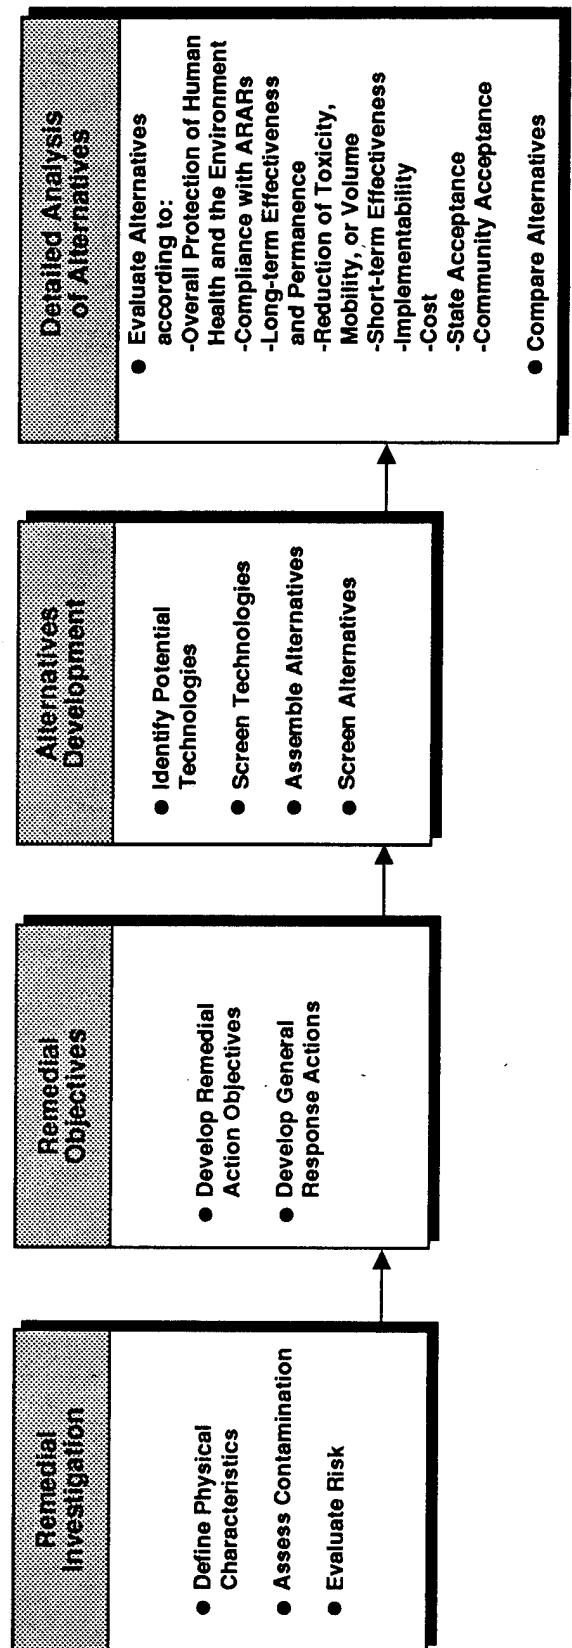 Remedial
Investigation
● Define Physical
Characteristics
● Assess Contamination
● Evaluate Risk
Remedial
Objectives
● Develop Remedial
Action Objectives
● Develop General
Response Actions
Alternatives
Development
● Identify Potential
Technologies
● Screen Technologies
● Assemble Alternatives
● Screen Alternatives
Detailed Analysis
of Alternatives
● Evaluate Alternatives
according to:
-Overall Protection of Human
Health and the Environment
-Compliance with ARARs
-Long-term Effectiveness
and Permanence
-Reduction of Toxicity,
Mobility, or Volume
-Short-term Effectiveness
-Implementability
-Cost
-State Acceptance
-Community Acceptance
● Compare Alternatives